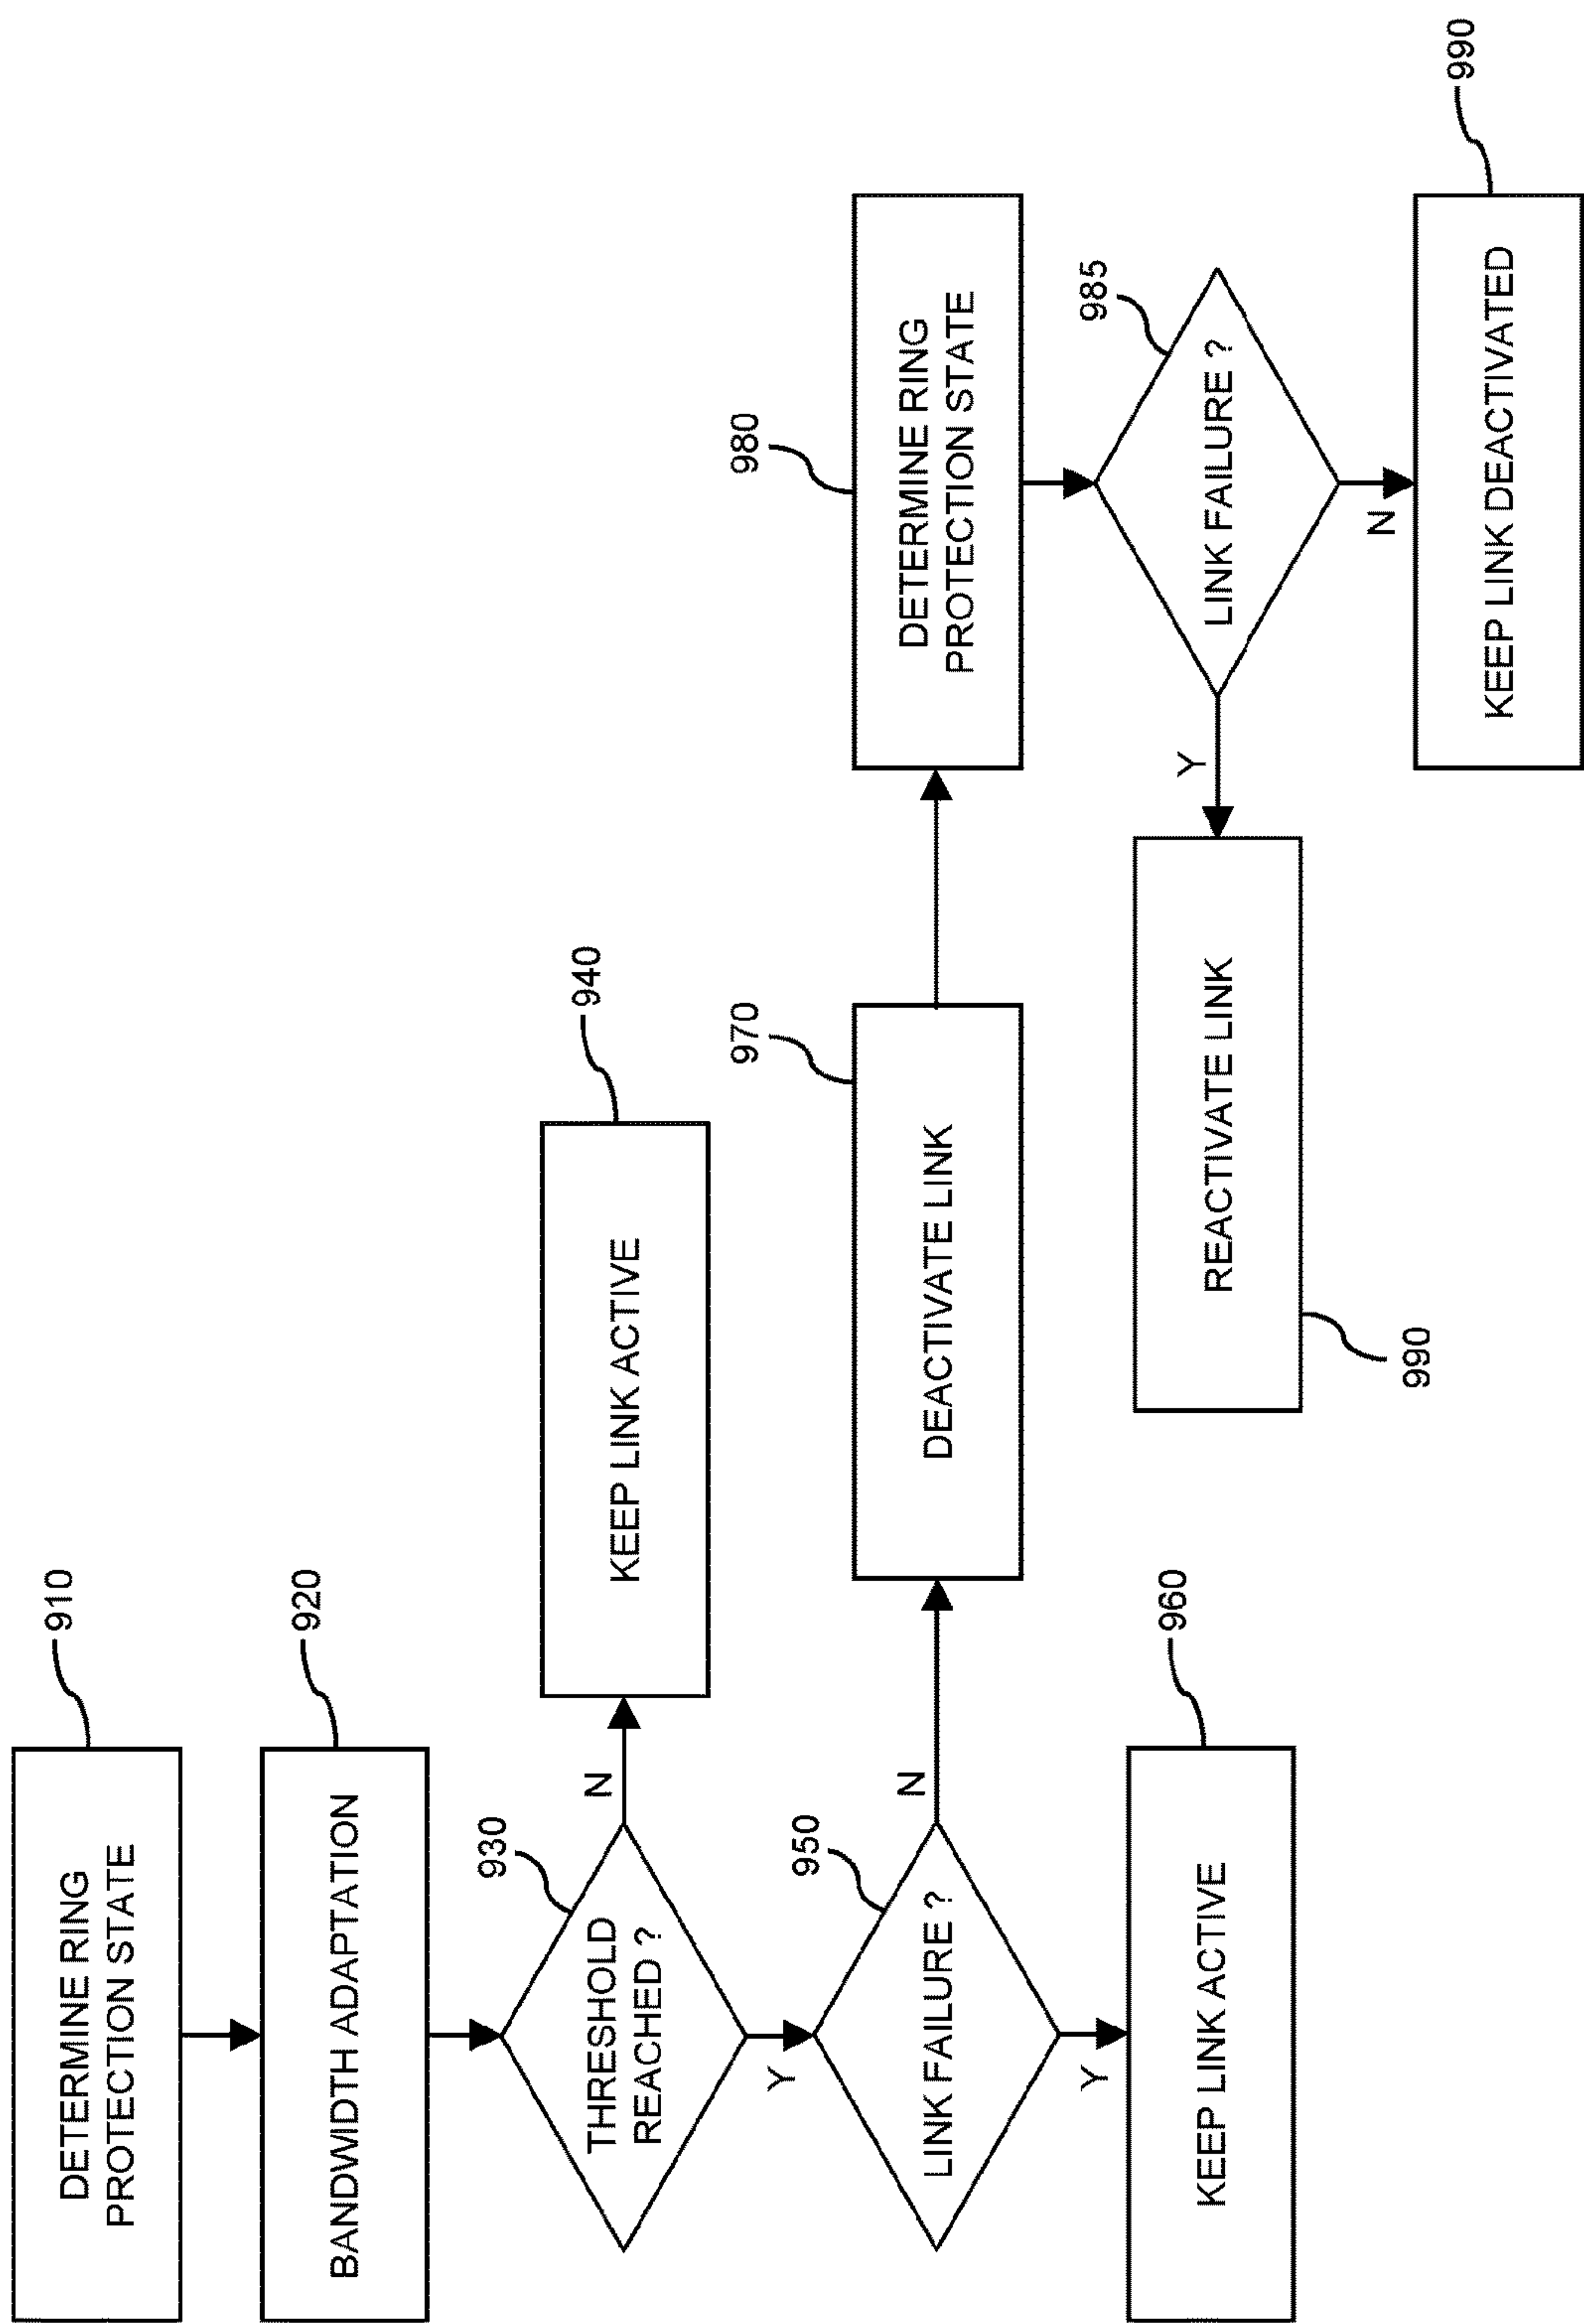 910
DETERMINE RING
PROTECTION STATE
920
BANDWIDTH ADAPTATION
930
THRESHOLD
REACHED ?
N
940
KEEP LINK ACTIVE
Y
950
LINK FAILURE ?
N
970
DEACTIVATE LINK
980
DETERMINE RING
PROTECTION STATE
Y
960
KEEP LINK ACTIVE
985
LINK FAILURE ?
Y
REACTIVATE LINK
990
N
990
KEEP LINK DEACTIVATED